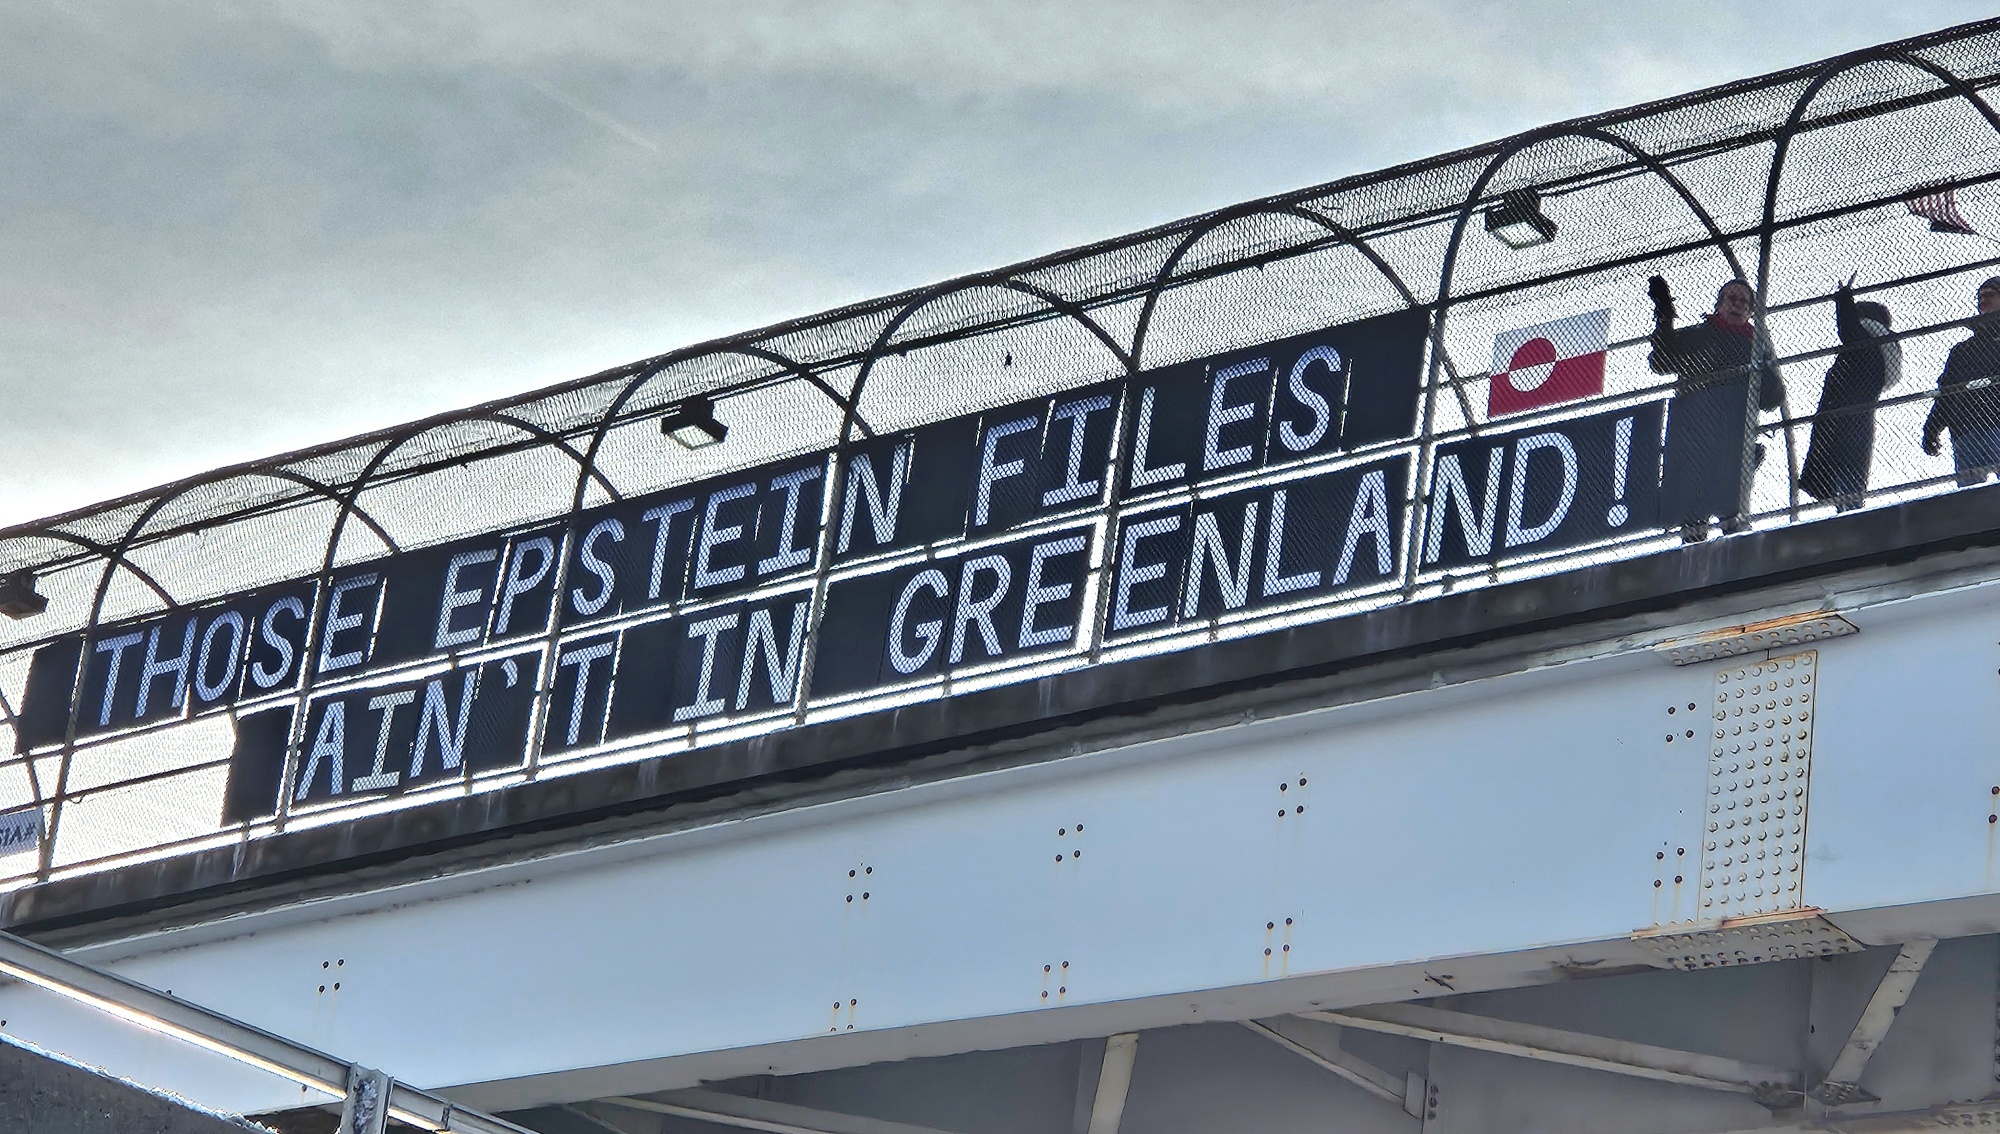 THOSE EPSTEIN FILES
AIN`T IN GREENLAND!